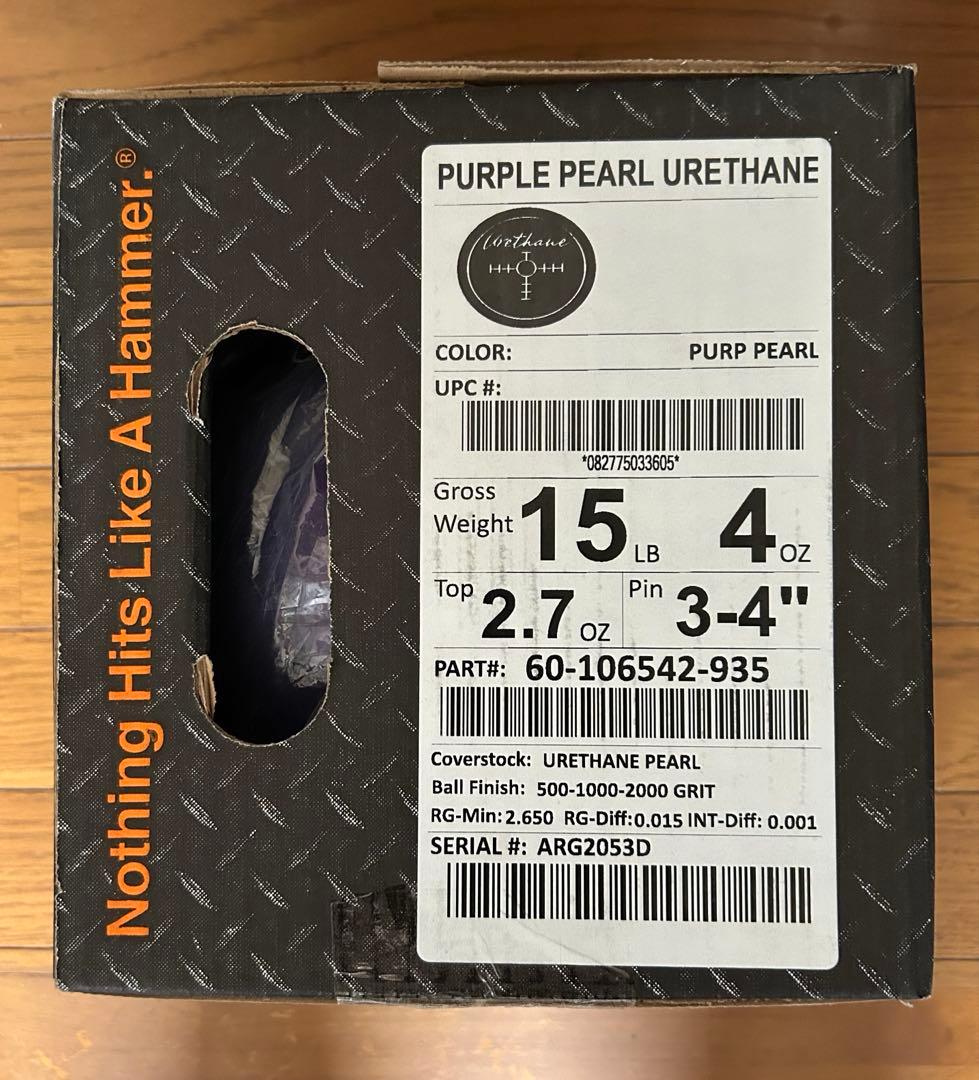 Nothing Hits Like A Hammer.®
PURPLE PEARL URETHANE
Urethane
COLOR: PURP PEARL
UPC #:
*082775033605*
Gross Weight 15 LB 4 OZ
Top 2.7 OZ Pin 3-4"
PART#: 60-106542-935
Coverstock: URETHANE PEARL
Ball Finish: 500-1000-2000 GRIT
RG-Min: 2.650 RG-Diff: 0.015 INT-Diff: 0.001
SERIAL #: ARG2053D